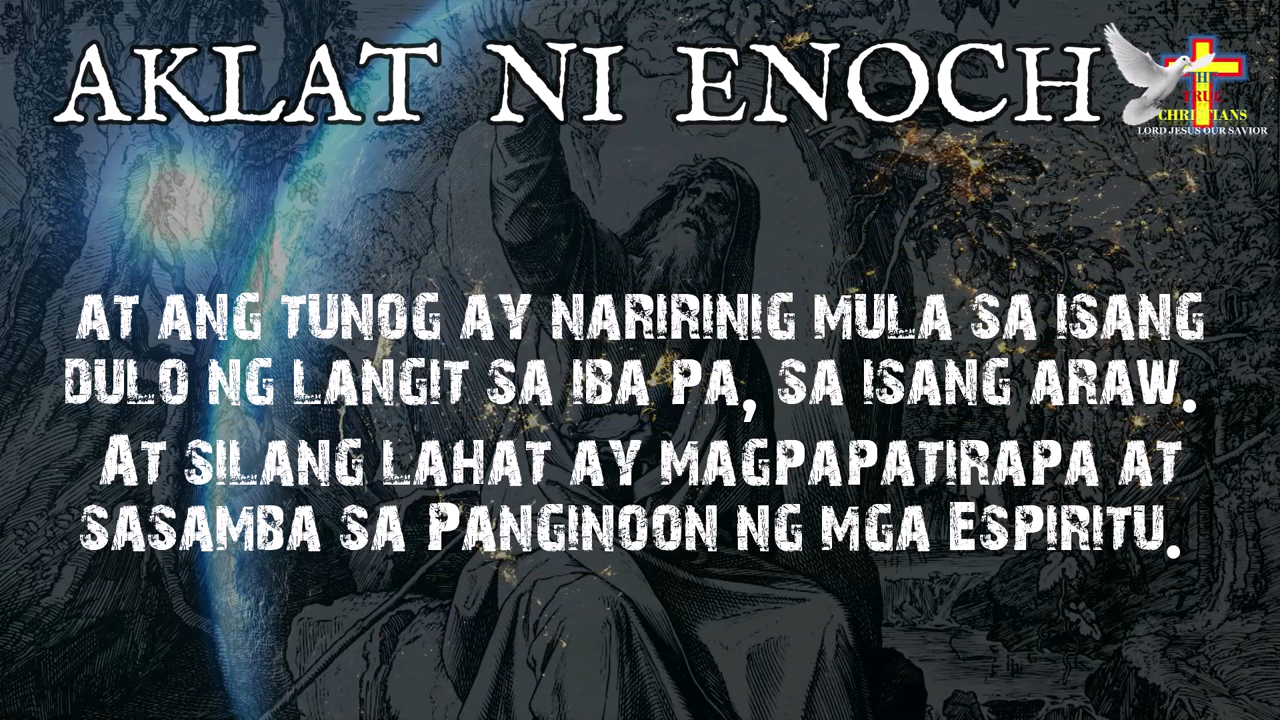 AKLAT NI ENOCH
TRUE
CHRISTIANS
LORD JESUS OUR SAVIOR
AT ANG TUNOG AY NARIRINIG MULA SA ISANG
DULO NG LANGIT SA IBA PA, SA ISANG ARAW.
AT SILANG LAHAT AY MAGPAPATIRAPA AT
SASAMBA SA PANGINOON NG MGA ESPIRITU.